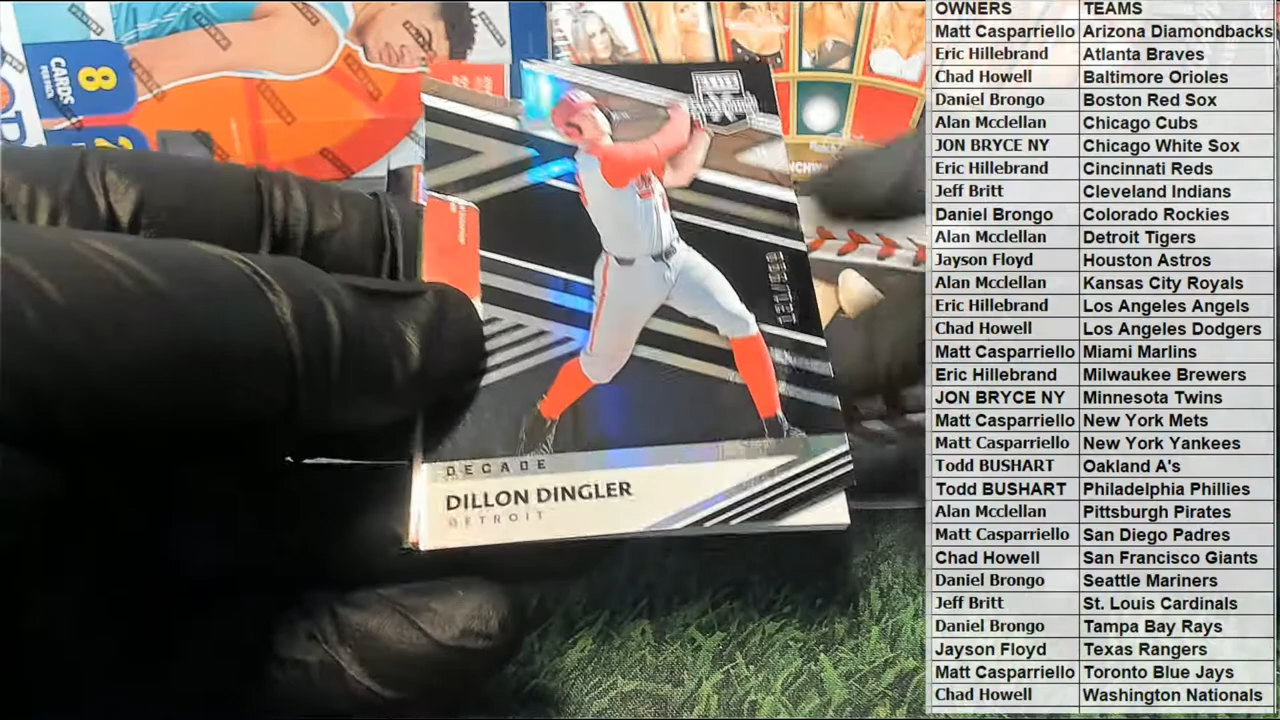 8
CARDS
PER PACK
PANINI
DECADE
DILLON DINGLER
DETROIT
OWNERS TEAMS
Matt Casparriello Arizona Diamondbacks
Eric Hillebrand Atlanta Braves
Chad Howell Baltimore Orioles
Daniel Brongo Boston Red Sox
Alan Mcclellan Chicago Cubs
JON BRYCE NY Chicago White Sox
Eric Hillebrand Cincinnati Reds
Jeff Britt Cleveland Indians
Daniel Brongo Colorado Rockies
Alan Mcclellan Detroit Tigers
Jayson Floyd Houston Astros
Alan Mcclellan Kansas City Royals
Eric Hillebrand Los Angeles Angels
Chad Howell Los Angeles Dodgers
Matt Casparriello Miami Marlins
Eric Hillebrand Milwaukee Brewers
JON BRYCE NY Minnesota Twins
Matt Casparriello New York Mets
Matt Casparriello New York Yankees
Todd BUSHART Oakland A's
Todd BUSHART Philadelphia Phillies
Alan Mcclellan Pittsburgh Pirates
Matt Casparriello San Diego Padres
Chad Howell San Francisco Giants
Daniel Brongo Seattle Mariners
Jeff Britt St. Louis Cardinals
Daniel Brongo Tampa Bay Rays
Jayson Floyd Texas Rangers
Matt Casparriello Toronto Blue Jays
Chad Howell Washington Nationals